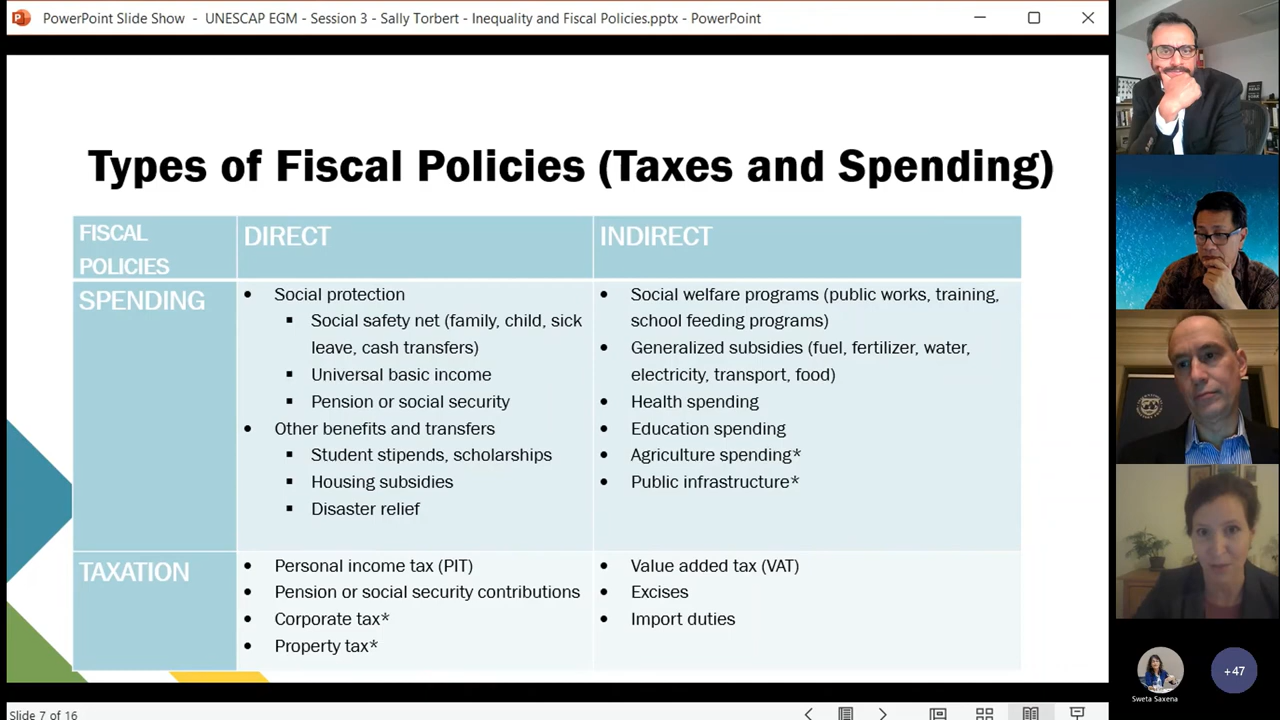 PowerPoint Slide Show - UNESCAP EGM - Session 3 - Sally Torbert - Inequality and Fiscal Policies.pptx - PowerPoint
Types of Fiscal Policies (Taxes and Spending)
FISCAL
POLICIES
DIRECT
INDIRECT
SPENDING
• Social protection
▪ Social safety net (family, child, sick
leave, cash transfers)
▪ Universal basic income
▪ Pension or social security
• Other benefits and transfers
▪ Student stipends, scholarships
▪ Housing subsidies
▪ Disaster relief
• Social welfare programs (public works, training,
school feeding programs)
• Generalized subsidies (fuel, fertilizer, water,
electricity, transport, food)
• Health spending
• Education spending
• Agriculture spending*
• Public infrastructure*
TAXATION
• Personal income tax (PIT)
• Pension or social security contributions
• Corporate tax*
• Property tax*
• Value added tax (VAT)
• Excises
• Import duties
Sweta Saxena
+47
Slide 7 of 16